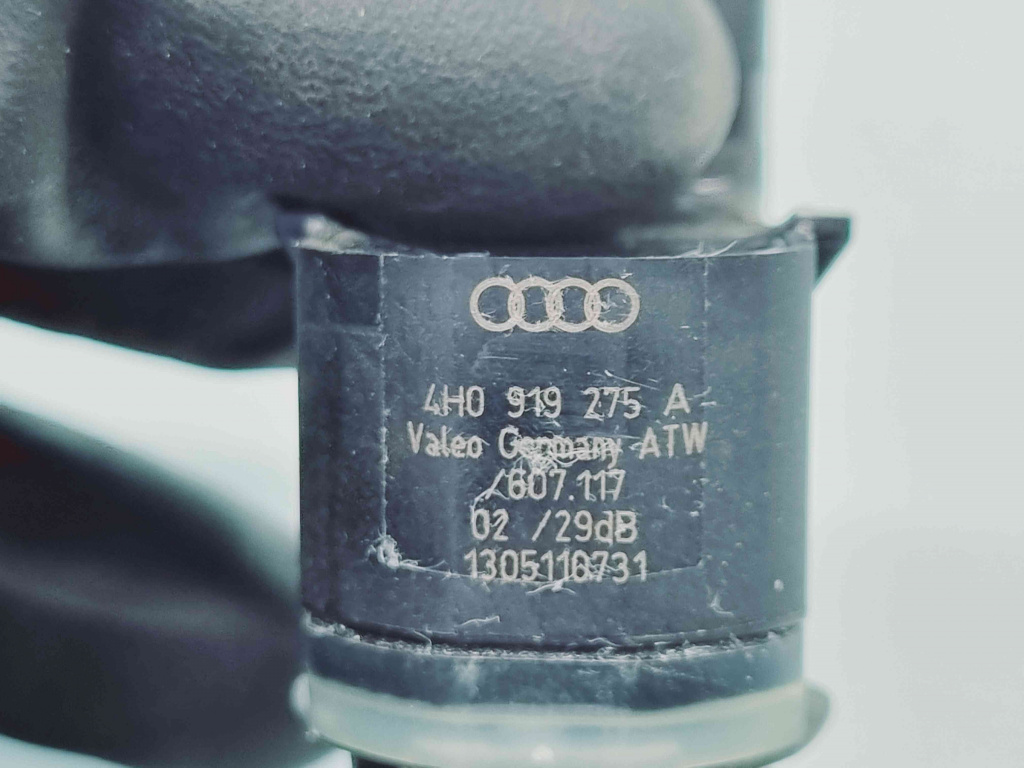 4H0 919 275 A
Valeo Germany ATW
/607.117
02 /29dB
1305116731